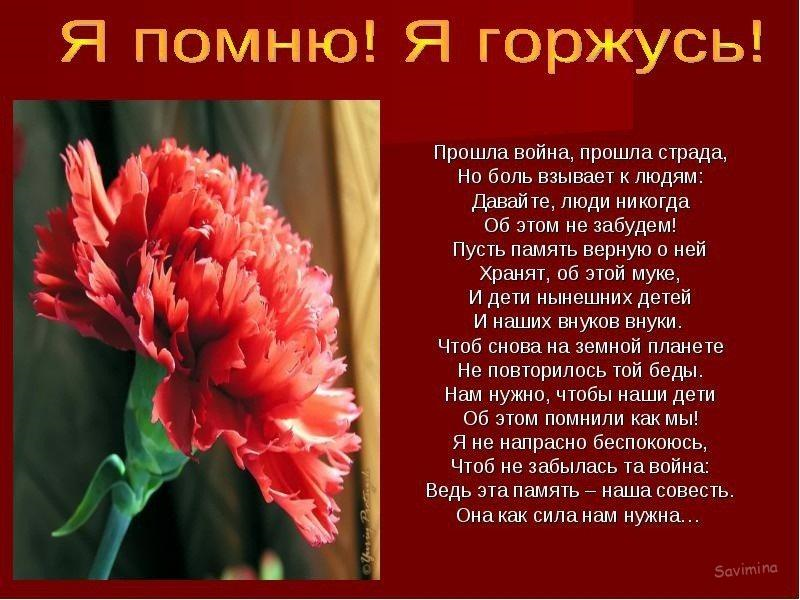 Я помню! Я горжусь!
Прошла война, прошла страда,
Но боль взывает к людям:
Давайте, люди никогда
Об этом не забудем!
Пусть память верную о ней
Хранят, об этой муке,
И дети нынешних детей
И наших внуков внуки.
Чтоб снова на земной планете
Не повторилось той беды.
Нам нужно, чтобы наши дети
Об этом помнили как мы!
Я не напрасно беспокоюсь,
Чтоб не забылась та война:
Ведь эта память – наша совесть.
Она как сила нам нужна…
Savimina